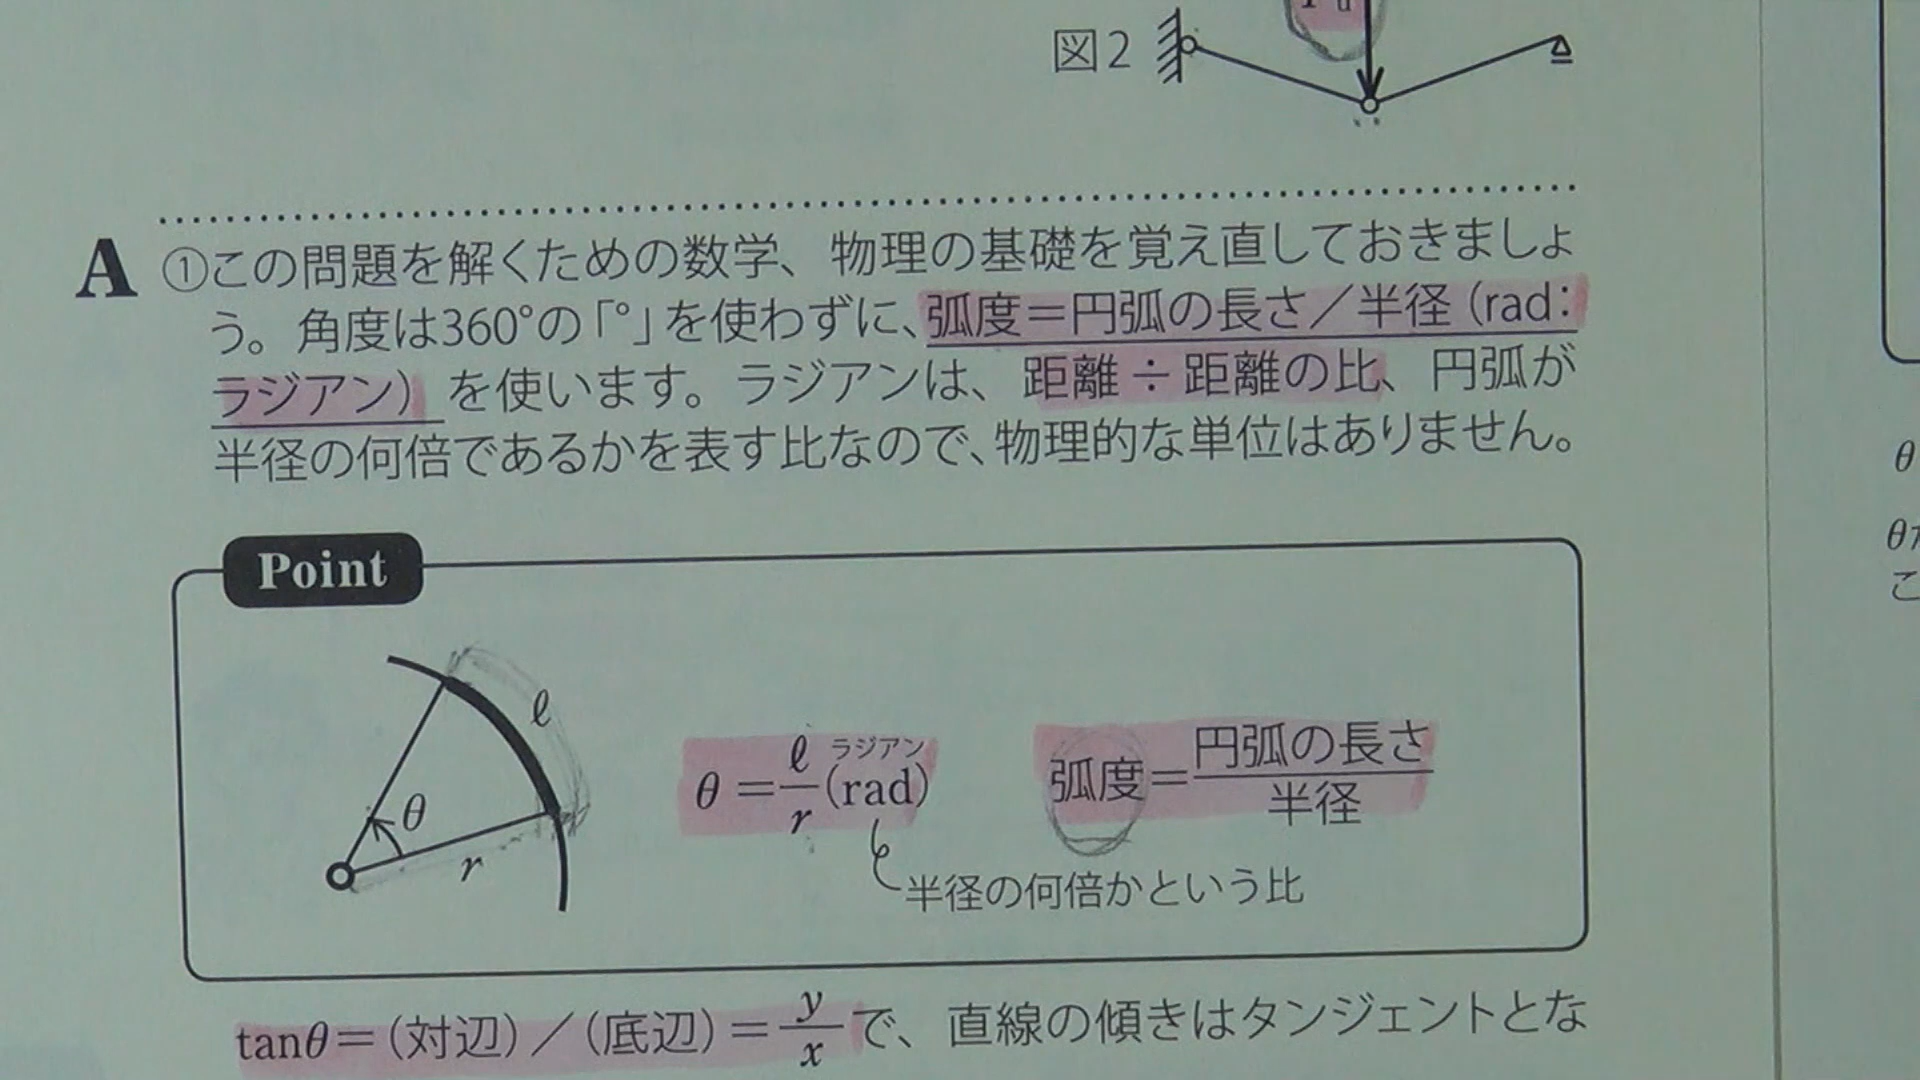 図2
A ①この問題を解くための数学、物理の基礎を覚え直しておきましょ
う。角度は360°の「°」を使わずに、弧度＝円弧の長さ／半径（rad：
ラジアン）を使います。ラジアンは、距離÷距離の比、円弧が
半径の何倍であるかを表す比なので、物理的な単位はありません。
Point
ℓ
θ
r
θ＝ℓ/r(rad)
ラジアン
弧度＝円弧の長さ/半径
半径の何倍かという比
tanθ＝（対辺）／（底辺）＝y/xで、直線の傾きはタンジェントとな
θ
θ
こ